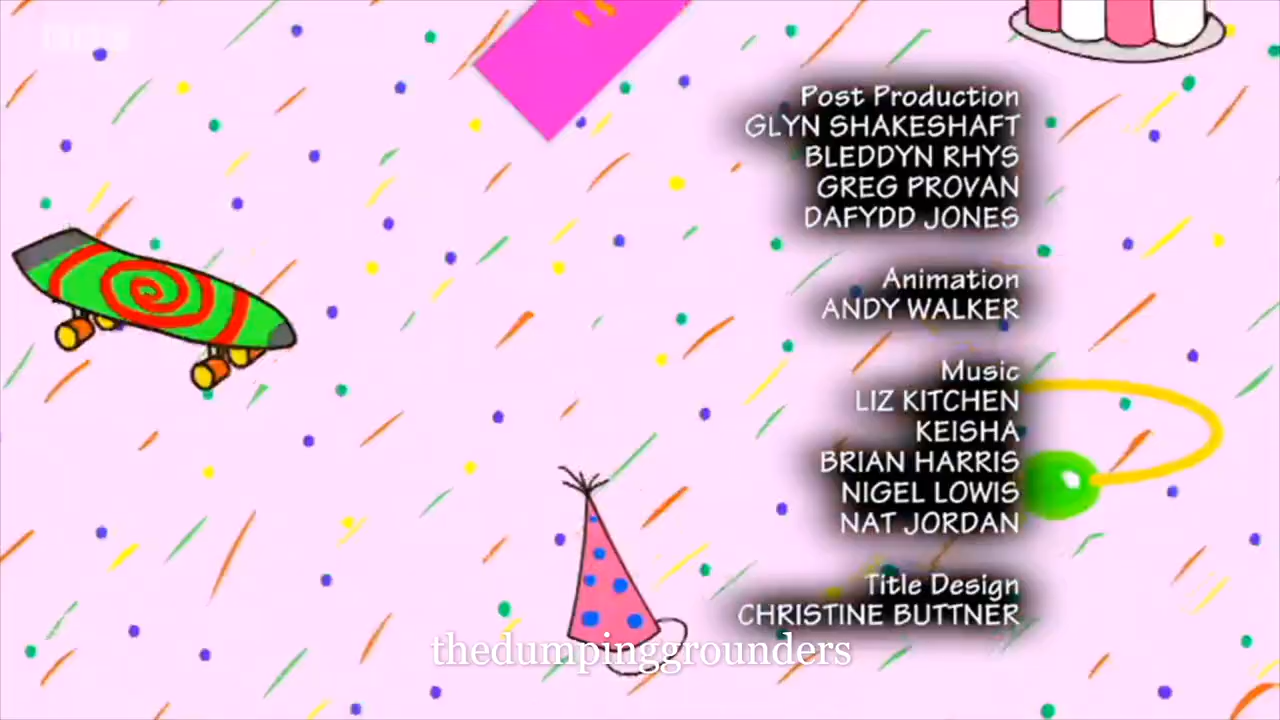 BBC
Post Production
GLYN SHAKESHAFT
BLEDDYN RHYS
GREG PROVAN
DAFYDD JONES
Animation
ANDY WALKER
Music
LIZ KITCHEN
KEISHA
BRIAN HARRIS
NIGEL LOWIS
NAT JORDAN
Title Design
CHRISTINE BUTTNER
thedumpinggrounders